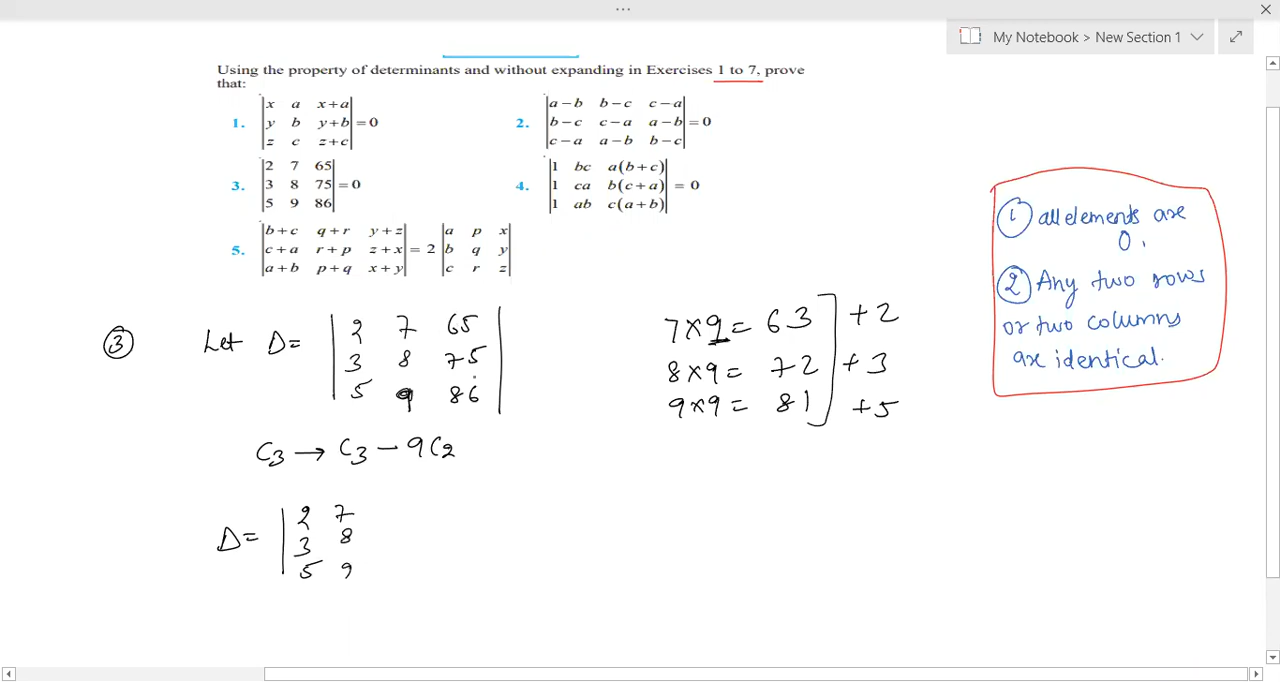 My Notebook > New Section 1
Using the property of determinants and without expanding in Exercises 1 to 7, prove
that:
1. |x a x+a|
|y b y+b| = 0
|z c z+c|
2. |a−b b−c c−a|
|b−c c−a a−b| = 0
|c−a a−b b−c|
3. |2 7 65|
|3 8 75| = 0
|5 9 86|
4. |1 bc a(b+c)|
|1 ca b(c+a)| = 0
|1 ab c(a+b)|
5. |b+c q+r y+z| |a p x|
|c+a r+p z+x| = 2 |b q y|
|a+b p+q x+y| |c r z|
① all elements are
0.
② Any two rows
or two columns
are identical.
③ Let D= |2 7 65|
|3 8 75|
|5 9 86|
7×9 = 63] +2
8×9 = 72] +3
9×9 = 81] +5
C3 → C3 − 9C2
D= |2 7
|3 8
|5 9